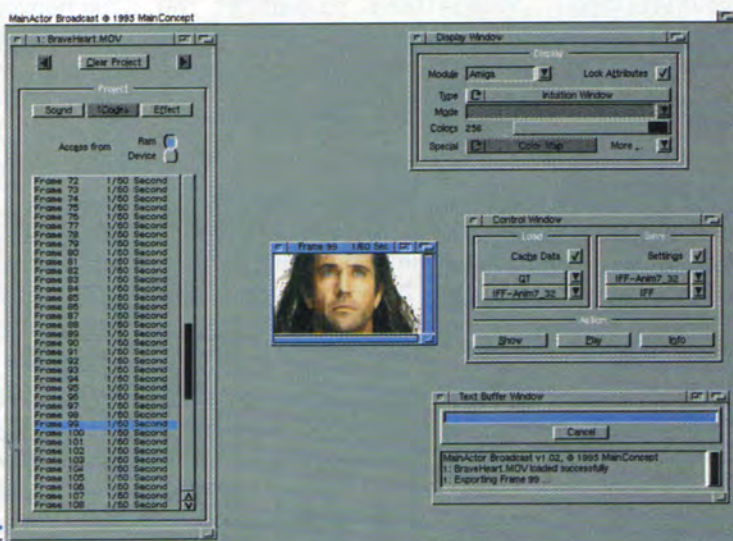 MainActor Broadcast © 1995 MainConcept
1: BraveHeart.MOV
Clear Project
Project
Sound
Effect
Access from
Ram
Device
Frame 72 1/60 Second
Frame 73 1/60 Second
Frame 74 1/60 Second
Frame 75 1/60 Second
Frame 76 1/60 Second
Frame 77 1/60 Second
Frame 78 1/60 Second
Frame 79 1/60 Second
Frame 80 1/60 Second
Frame 81 1/60 Second
Frame 82 1/60 Second
Frame 83 1/60 Second
Frame 84 1/60 Second
Frame 85 1/60 Second
Frame 86 1/60 Second
Frame 87 1/60 Second
Frame 88 1/60 Second
Frame 89 1/60 Second
Frame 90 1/60 Second
Frame 91 1/60 Second
Frame 92 1/60 Second
Frame 93 1/60 Second
Frame 94 1/60 Second
Frame 95 1/60 Second
Frame 96 1/60 Second
Frame 97 1/60 Second
Frame 98 1/60 Second
Frame 99 1/60 Second
Frame 100 1/60 Second
Frame 101 1/60 Second
Frame 102 1/60 Second
Frame 103 1/60 Second
Frame 104 1/60 Second
Frame 105 1/60 Second
Frame 106 1/60 Second
Frame 107 1/60 Second
Frame 108 1/60 Second
Frame 99 1/60 Sec
Display Window
Display
Module Amiga Lock Attributes
Type Intuition Window
Mode
Colors 256
Special Color Map More ...
Control Window
Load
Save
Cache Data
Settings
QT
IFF-Anim7_32
IFF-Anim7_32
IFF
Action
Show
Play
Info
Text Buffer Window
Cancel
MainActor Broadcast v1.02, © 1995 MainConcept
1: BraveHeart.MOV loaded successfully
1: Exporting Frame 99 ...